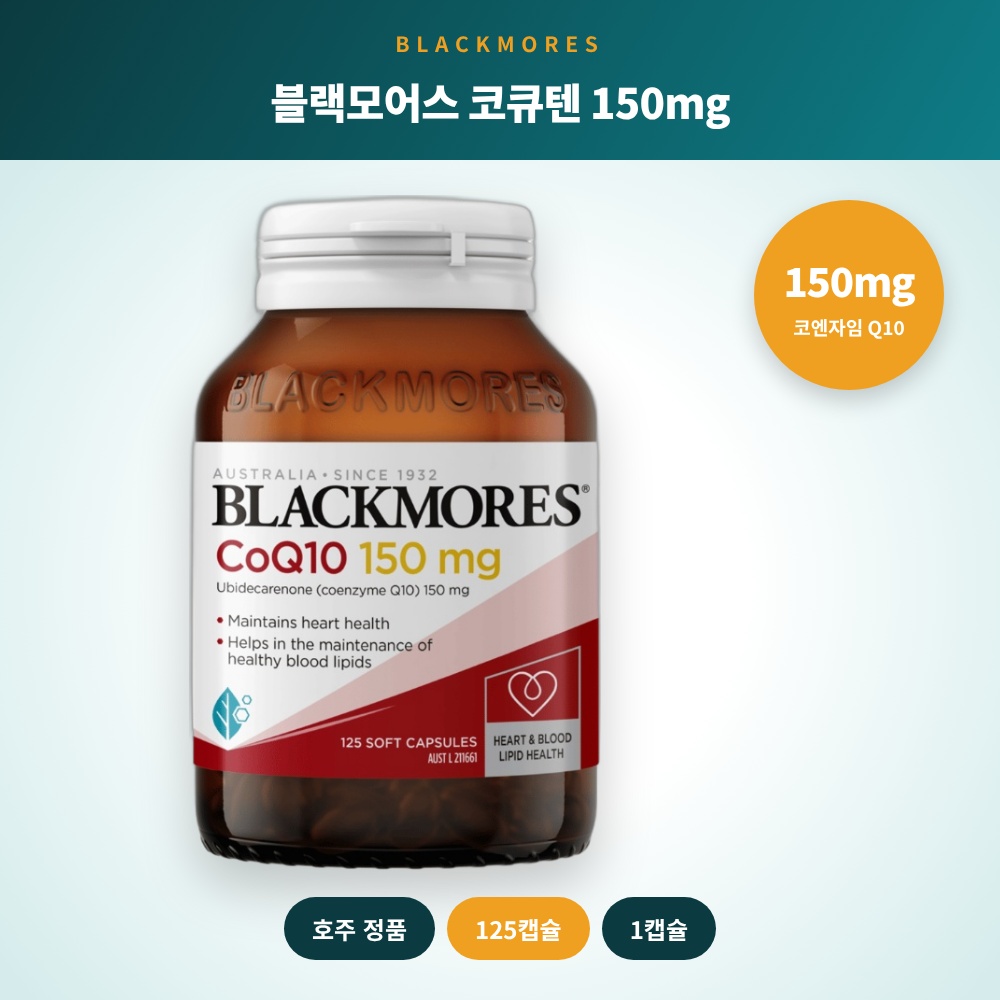 BLACKMORES
블랙모어스 코큐텐 150mg
150mg
코엔자임 Q10
BLACKMORES
AUSTRALIA • SINCE 1932
BLACKMORES®
CoQ10 150 mg
Ubidecarenone (coenzyme Q10) 150 mg
• Maintains heart health
• Helps in the maintenance of
healthy blood lipids
125 SOFT CAPSULES
AUST L 211661
HEART & BLOOD
LIPID HEALTH
호주 정품
125캡슐
1캡슐